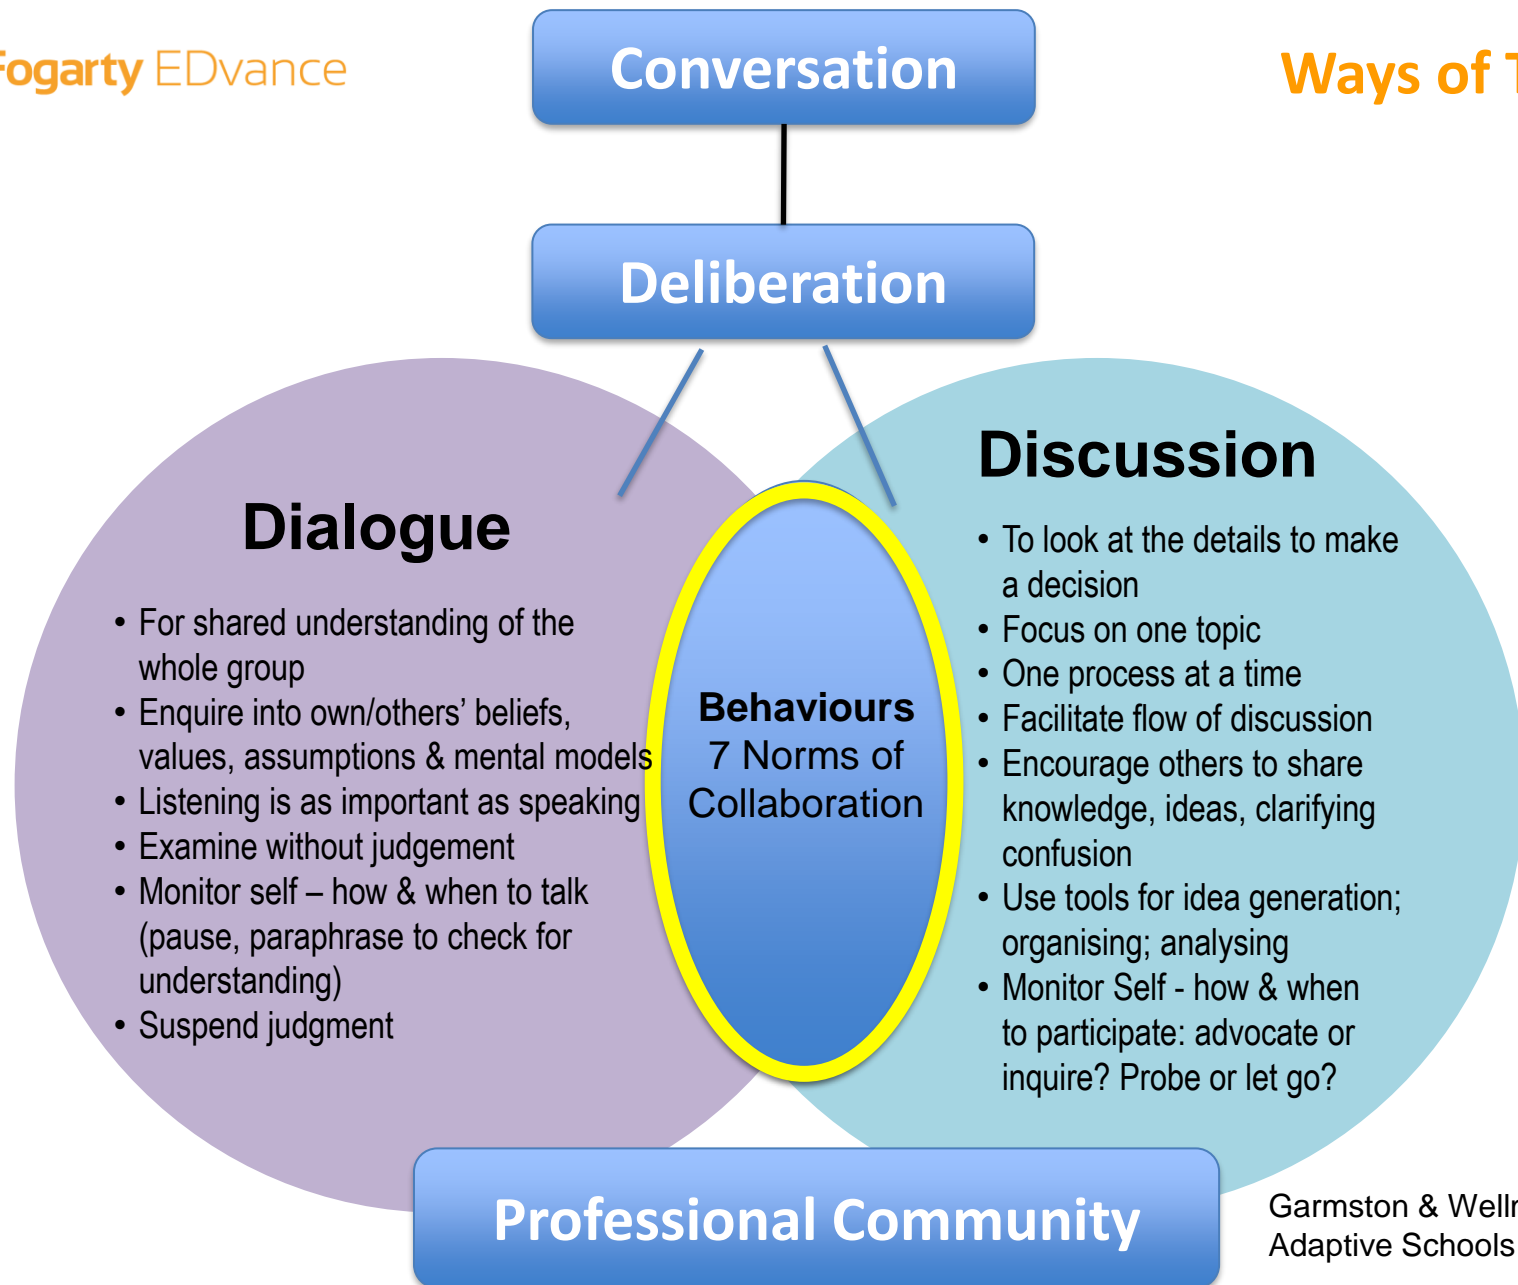 Fogarty EDvance
Conversation
Ways of
Deliberation
Dialogue
• For shared understanding of the
whole group
• Enquire into own/others’ beliefs,
values, assumptions & mental models
• Listening is as important as speaking
• Examine without judgement
• Monitor self – how & when to talk
(pause, paraphrase to check for
understanding)
• Suspend judgment
Behaviours
7 Norms of
Collaboration
Discussion
• To look at the details to make
a decision
• Focus on one topic
• One process at a time
• Facilitate flow of discussion
• Encourage others to share
knowledge, ideas, clarifying
confusion
• Use tools for idea generation;
organising; analysing
• Monitor Self - how & when
to participate: advocate or
inquire? Probe or let go?
Professional Community
Garmston &
Adaptive Schools